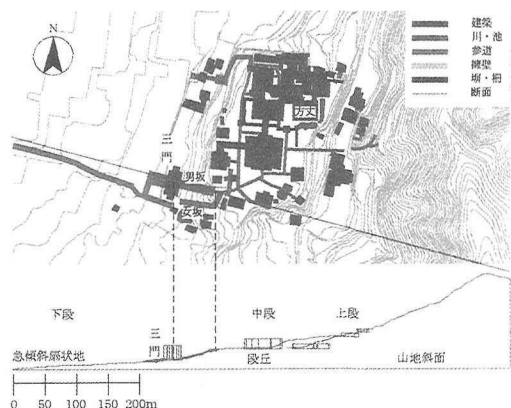 N
建築
川・池
参道
擁壁
塀・柵
断面
方丈
三門
男坂
女坂
下段
中段
上段
三門
急傾斜扇状地
段丘
山地斜面
0 50 100 150 200m